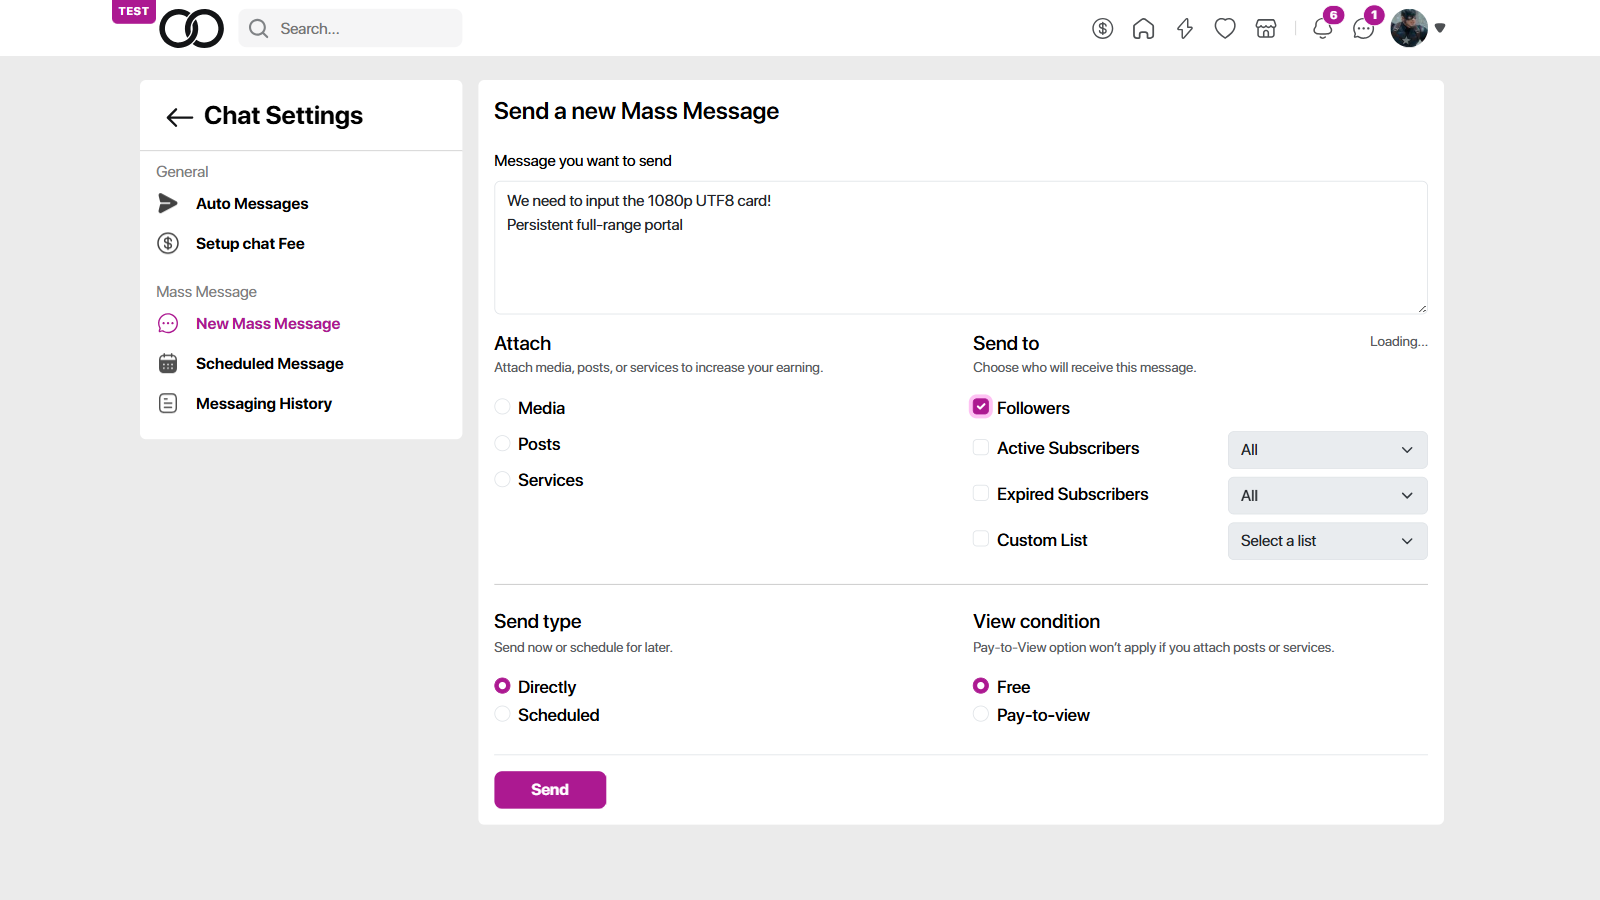 TEST
Search...
6
1
Chat Settings
General
Auto Messages
Setup chat Fee
Mass Message
New Mass Message
Scheduled Message
Messaging History
Send a new Mass Message
Message you want to send
We need to input the 1080p UTF8 card!
Persistent full-range portal
Attach
Attach media, posts, or services to increase your earning.
Media
Posts
Services
Send to
Loading...
Choose who will receive this message.
Followers
Active Subscribers
All
Expired Subscribers
All
Custom List
Select a list
Send type
Send now or schedule for later.
Directly
Scheduled
View condition
Pay-to-View option won't apply if you attach posts or services.
Free
Pay-to-view
Send